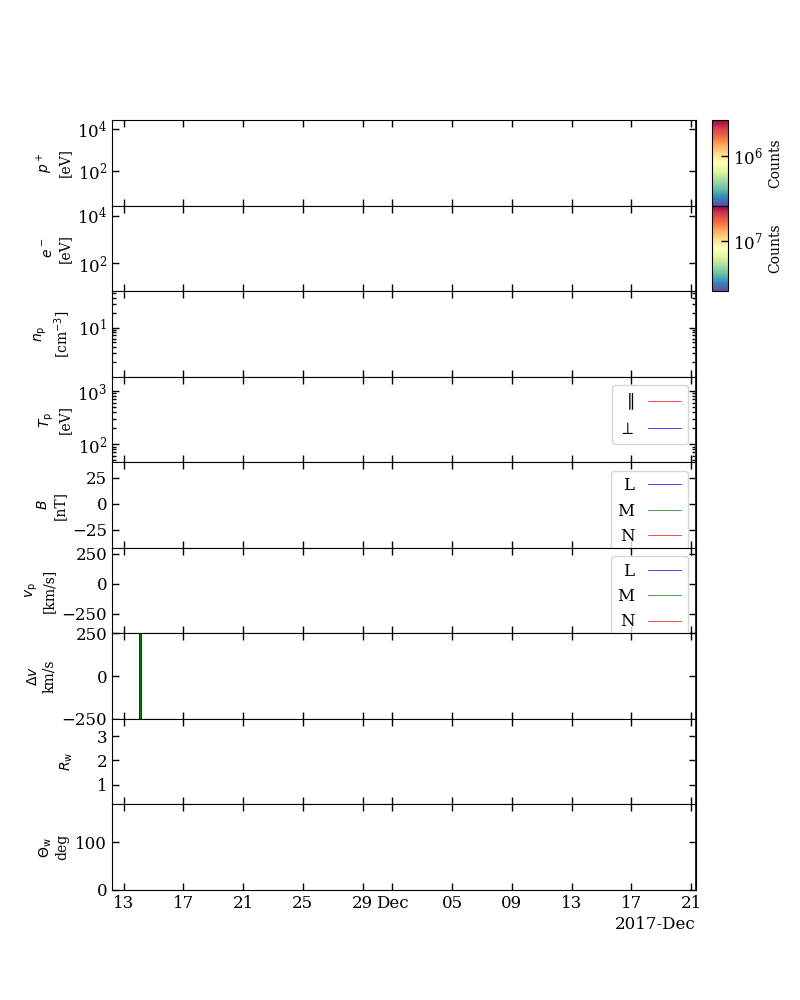 10^4
10^2
p^+
[eV]
10^6
Counts
10^4
10^2
e^-
[eV]
10^7
Counts
10^1
n_p
[cm^-3]
10^3
10^2
T_p
[eV]
∥
⊥
25
0
−25
B
[nT]
L
M
N
250
0
−250
v_p
[km/s]
L
M
N
250
0
−250
Δv
km/s
3
2
1
R_w
100
0
Θ_w
deg
13 17 21 25 29 Dec 05 09 13 17 21
2017-Dec